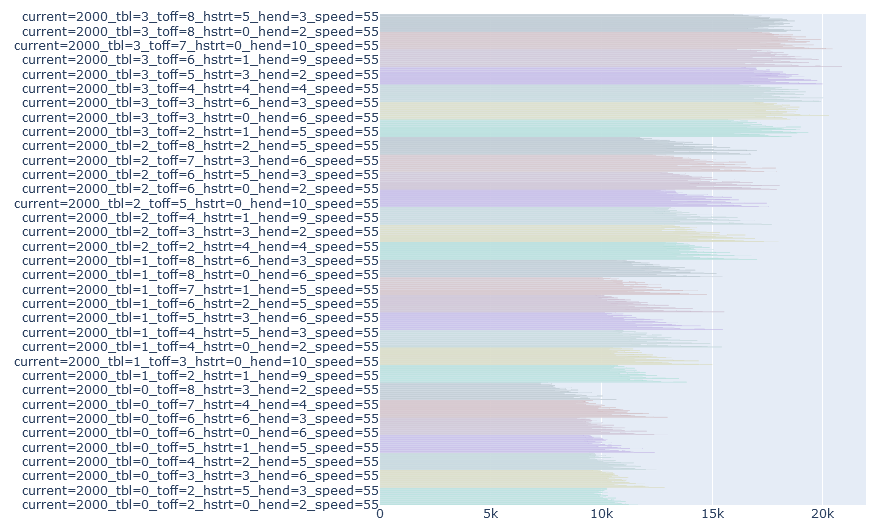 current=2000_tbl=3_toff=8_hstrt=5_hend=3_speed=55
current=2000_tbl=3_toff=8_hstrt=0_hend=2_speed=55
current=2000_tbl=3_toff=7_hstrt=0_hend=10_speed=55
current=2000_tbl=3_toff=6_hstrt=1_hend=9_speed=55
current=2000_tbl=3_toff=5_hstrt=3_hend=2_speed=55
current=2000_tbl=3_toff=4_hstrt=4_hend=4_speed=55
current=2000_tbl=3_toff=3_hstrt=6_hend=3_speed=55
current=2000_tbl=3_toff=3_hstrt=0_hend=6_speed=55
current=2000_tbl=3_toff=2_hstrt=1_hend=5_speed=55
current=2000_tbl=2_toff=8_hstrt=2_hend=5_speed=55
current=2000_tbl=2_toff=7_hstrt=3_hend=6_speed=55
current=2000_tbl=2_toff=6_hstrt=5_hend=3_speed=55
current=2000_tbl=2_toff=6_hstrt=0_hend=2_speed=55
current=2000_tbl=2_toff=5_hstrt=0_hend=10_speed=55
current=2000_tbl=2_toff=4_hstrt=1_hend=9_speed=55
current=2000_tbl=2_toff=3_hstrt=3_hend=2_speed=55
current=2000_tbl=2_toff=2_hstrt=4_hend=4_speed=55
current=2000_tbl=1_toff=8_hstrt=6_hend=3_speed=55
current=2000_tbl=1_toff=8_hstrt=0_hend=6_speed=55
current=2000_tbl=1_toff=7_hstrt=1_hend=5_speed=55
current=2000_tbl=1_toff=6_hstrt=2_hend=5_speed=55
current=2000_tbl=1_toff=5_hstrt=3_hend=6_speed=55
current=2000_tbl=1_toff=4_hstrt=5_hend=3_speed=55
current=2000_tbl=1_toff=4_hstrt=0_hend=2_speed=55
current=2000_tbl=1_toff=3_hstrt=0_hend=10_speed=55
current=2000_tbl=1_toff=2_hstrt=1_hend=9_speed=55
current=2000_tbl=0_toff=8_hstrt=3_hend=2_speed=55
current=2000_tbl=0_toff=7_hstrt=4_hend=4_speed=55
current=2000_tbl=0_toff=6_hstrt=6_hend=3_speed=55
current=2000_tbl=0_toff=6_hstrt=0_hend=6_speed=55
current=2000_tbl=0_toff=5_hstrt=1_hend=5_speed=55
current=2000_tbl=0_toff=4_hstrt=2_hend=5_speed=55
current=2000_tbl=0_toff=3_hstrt=3_hend=6_speed=55
current=2000_tbl=0_toff=2_hstrt=5_hend=3_speed=55
current=2000_tbl=0_toff=2_hstrt=0_hend=2_speed=55
0 5k 10k 15k 20k